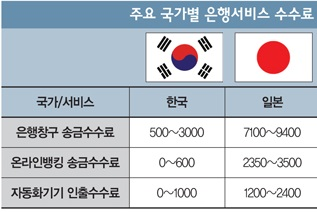 주요 국가별 은행서비스 수수료
국가/서비스 한국 일본
은행창구 송금수수료 500~3000 7100~9400
온라인뱅킹 송금수수료 0~600 2350~3500
자동화기기 인출수수료 0~1000 1200~2400